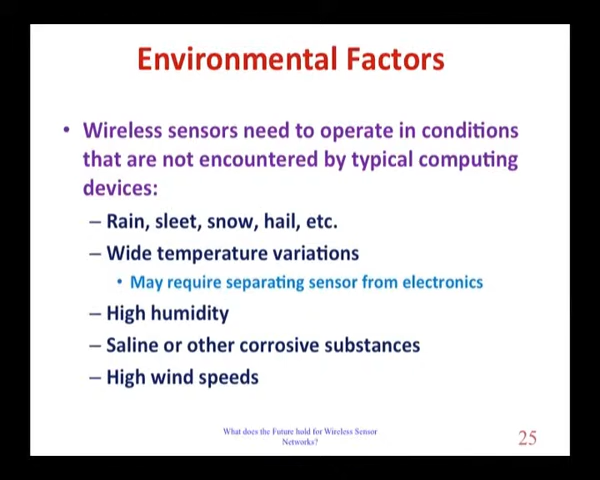 Environmental Factors
• Wireless sensors need to operate in conditions
that are not encountered by typical computing
devices:
– Rain, sleet, snow, hail, etc.
– Wide temperature variations
• May require separating sensor from electronics
– High humidity
– Saline or other corrosive substances
– High wind speeds
What does the Future hold for Wireless Sensor
Networks?
25